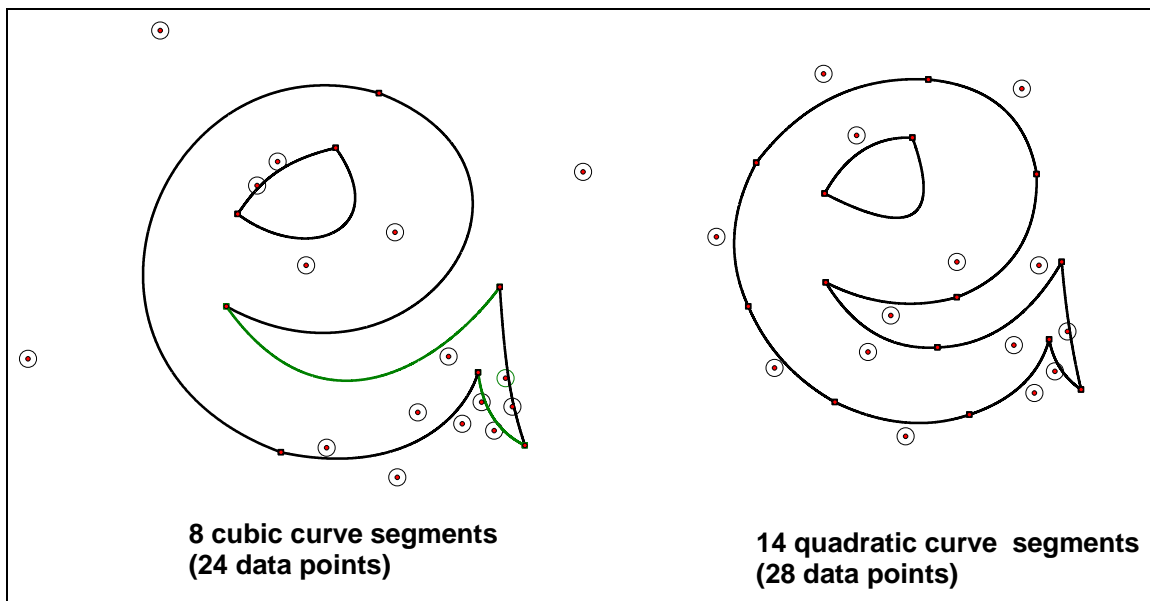 8 cubic curve segments
(24 data points)
14 quadratic curve  segments
(28 data points)